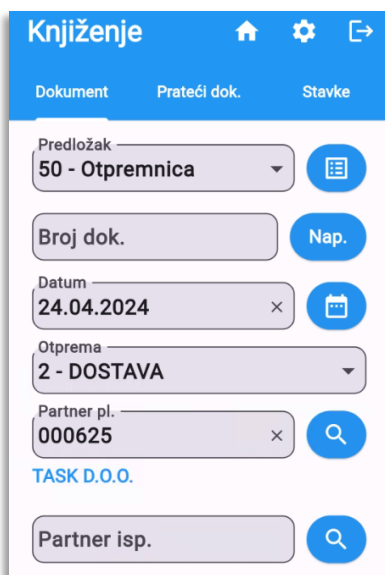 Knjiženje
Dokument Prateći dok. Stavke
Predložak
50 - Otpremnica
Broj dok. Nap.
Datum
24.04.2024
Otprema
2 - DOSTAVA
Partner pl.
000625
TASK D.O.O.
Partner isp.